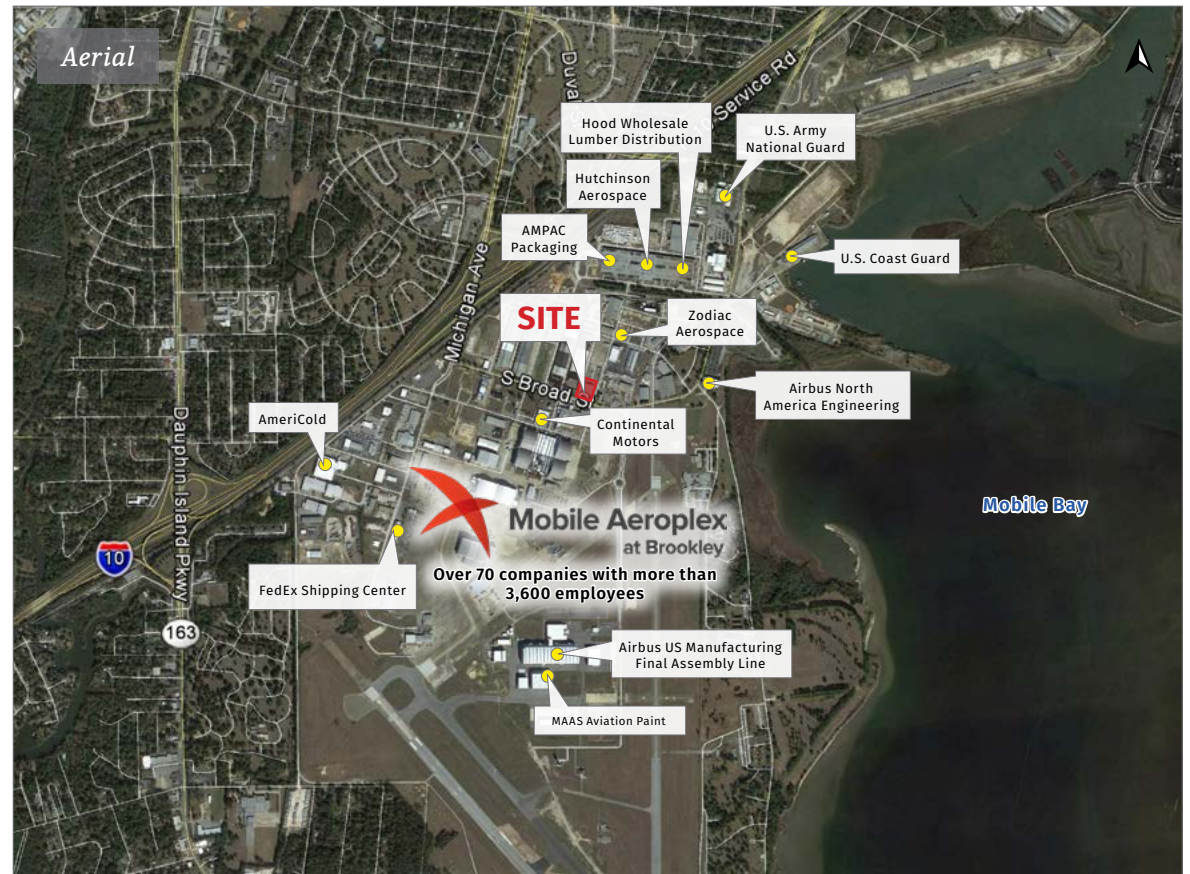 Aerial
Duval
Service Rd
Hood Wholesale
Lumber Distribution
U.S. Army
National Guard
Hutchinson
Aerospace
AMPAC
Packaging
U.S. Coast Guard
Michigan Ave
SITE
Zodiac
Aerospace
S Broad St
Airbus North
America Engineering
AmeriCold
Continental
Motors
Dauphin Island Pkwy
Mobile Bay
Mobile Aeroplex
at Brookley
10
Over 70 companies with more than
3,600 employees
FedEx Shipping Center
163
Airbus US Manufacturing
Final Assembly Line
MAAS Aviation Paint